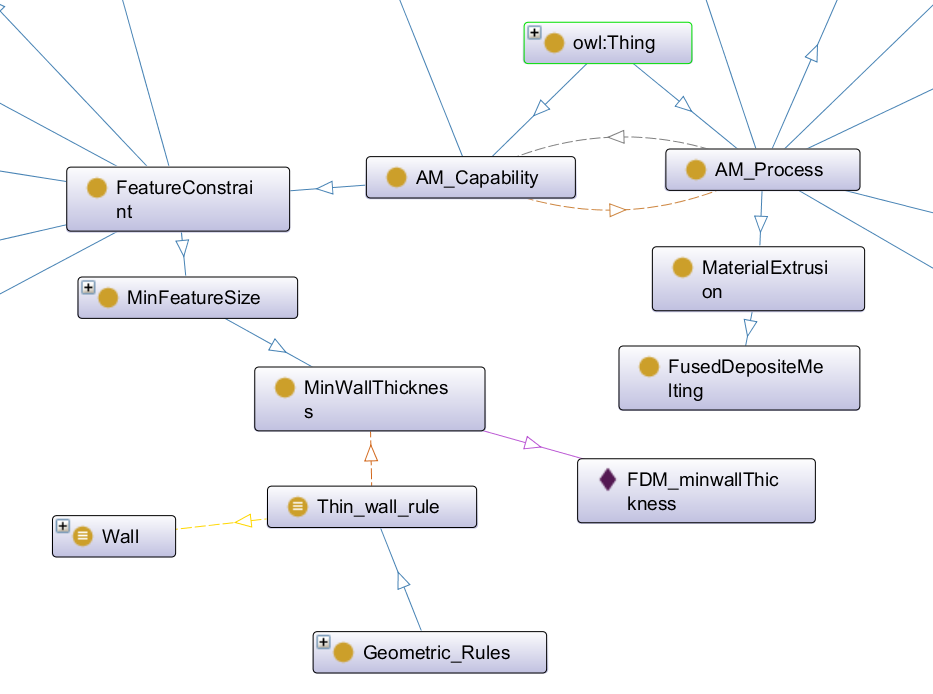 owl:Thing
FeatureConstrai
nt
AM_Capability
AM_Process
MinFeatureSize
MaterialExtrusi
on
MinWallThicknes
s
FusedDepositeMe
lting
FDM_minwallThic
kness
Thin_wall_rule
Wall
Geometric_Rules